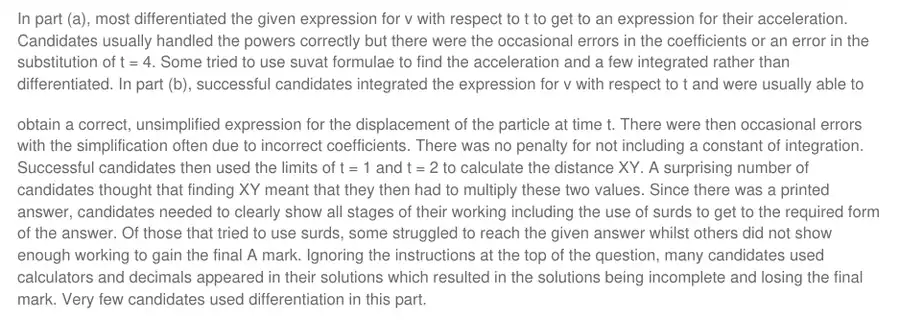 In part (a), most differentiated the given expression for v with respect to t to get to an expression for their acceleration.
Candidates usually handled the powers correctly but there were the occasional errors in the coefficients or an error in the
substitution of t = 4. Some tried to use suvat formulae to find the acceleration and a few integrated rather than
differentiated. In part (b), successful candidates integrated the expression for v with respect to t and were usually able to
obtain a correct, unsimplified expression for the displacement of the particle at time t. There were then occasional errors
with the simplification often due to incorrect coefficients. There was no penalty for not including a constant of integration.
Successful candidates then used the limits of t = 1 and t = 2 to calculate the distance XY. A surprising number of
candidates thought that finding XY meant that they then had to multiply these two values. Since there was a printed
answer, candidates needed to clearly show all stages of their working including the use of surds to get to the required form
of the answer. Of those that tried to use surds, some struggled to reach the given answer whilst others did not show
enough working to gain the final A mark. Ignoring the instructions at the top of the question, many candidates used
calculators and decimals appeared in their solutions which resulted in the solutions being incomplete and losing the final
mark. Very few candidates used differentiation in this part.